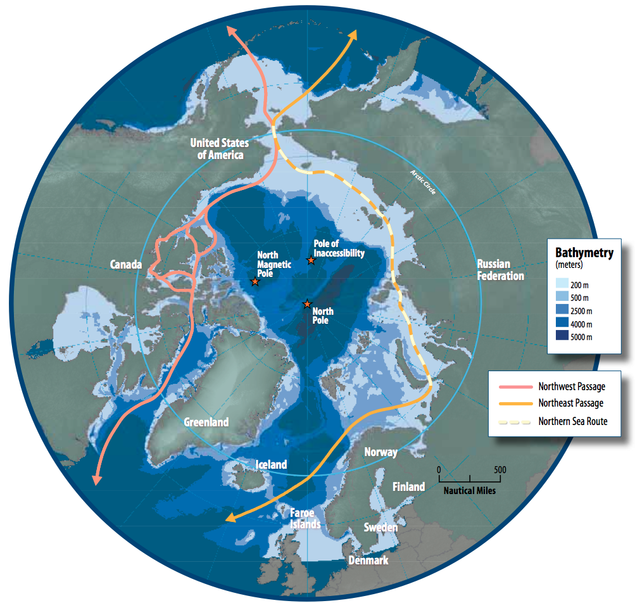 United States
of America
Arctic Circle
Canada
North
Magnetic
Pole
Pole of
Inaccessibility
Russian
Federation
North
Pole
Greenland
Iceland
Norway
Finland
Faroe
Islands
Sweden
Denmark
0 500
Nautical Miles
Bathymetry
(meters)
200 m
500 m
2500 m
4000 m
5000 m
Northwest Passage
Northeast Passage
Northern Sea Route